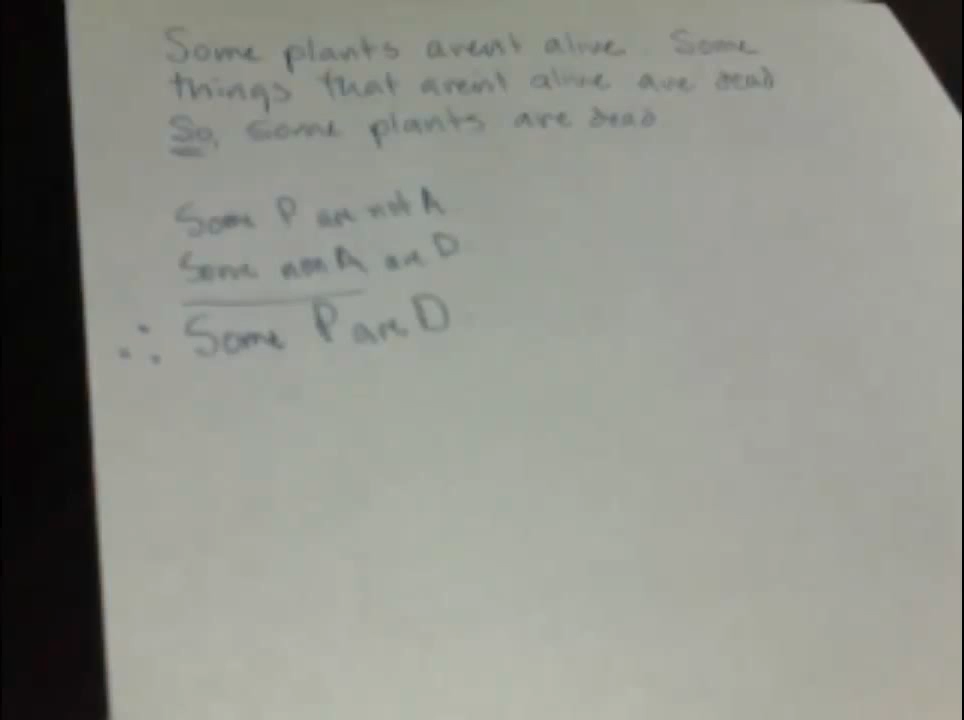 Some plants arent alive. Some
things that aren't alive are dead
So, some plants are dead
Some P are not A
Some non A are D
∴ Some P are D